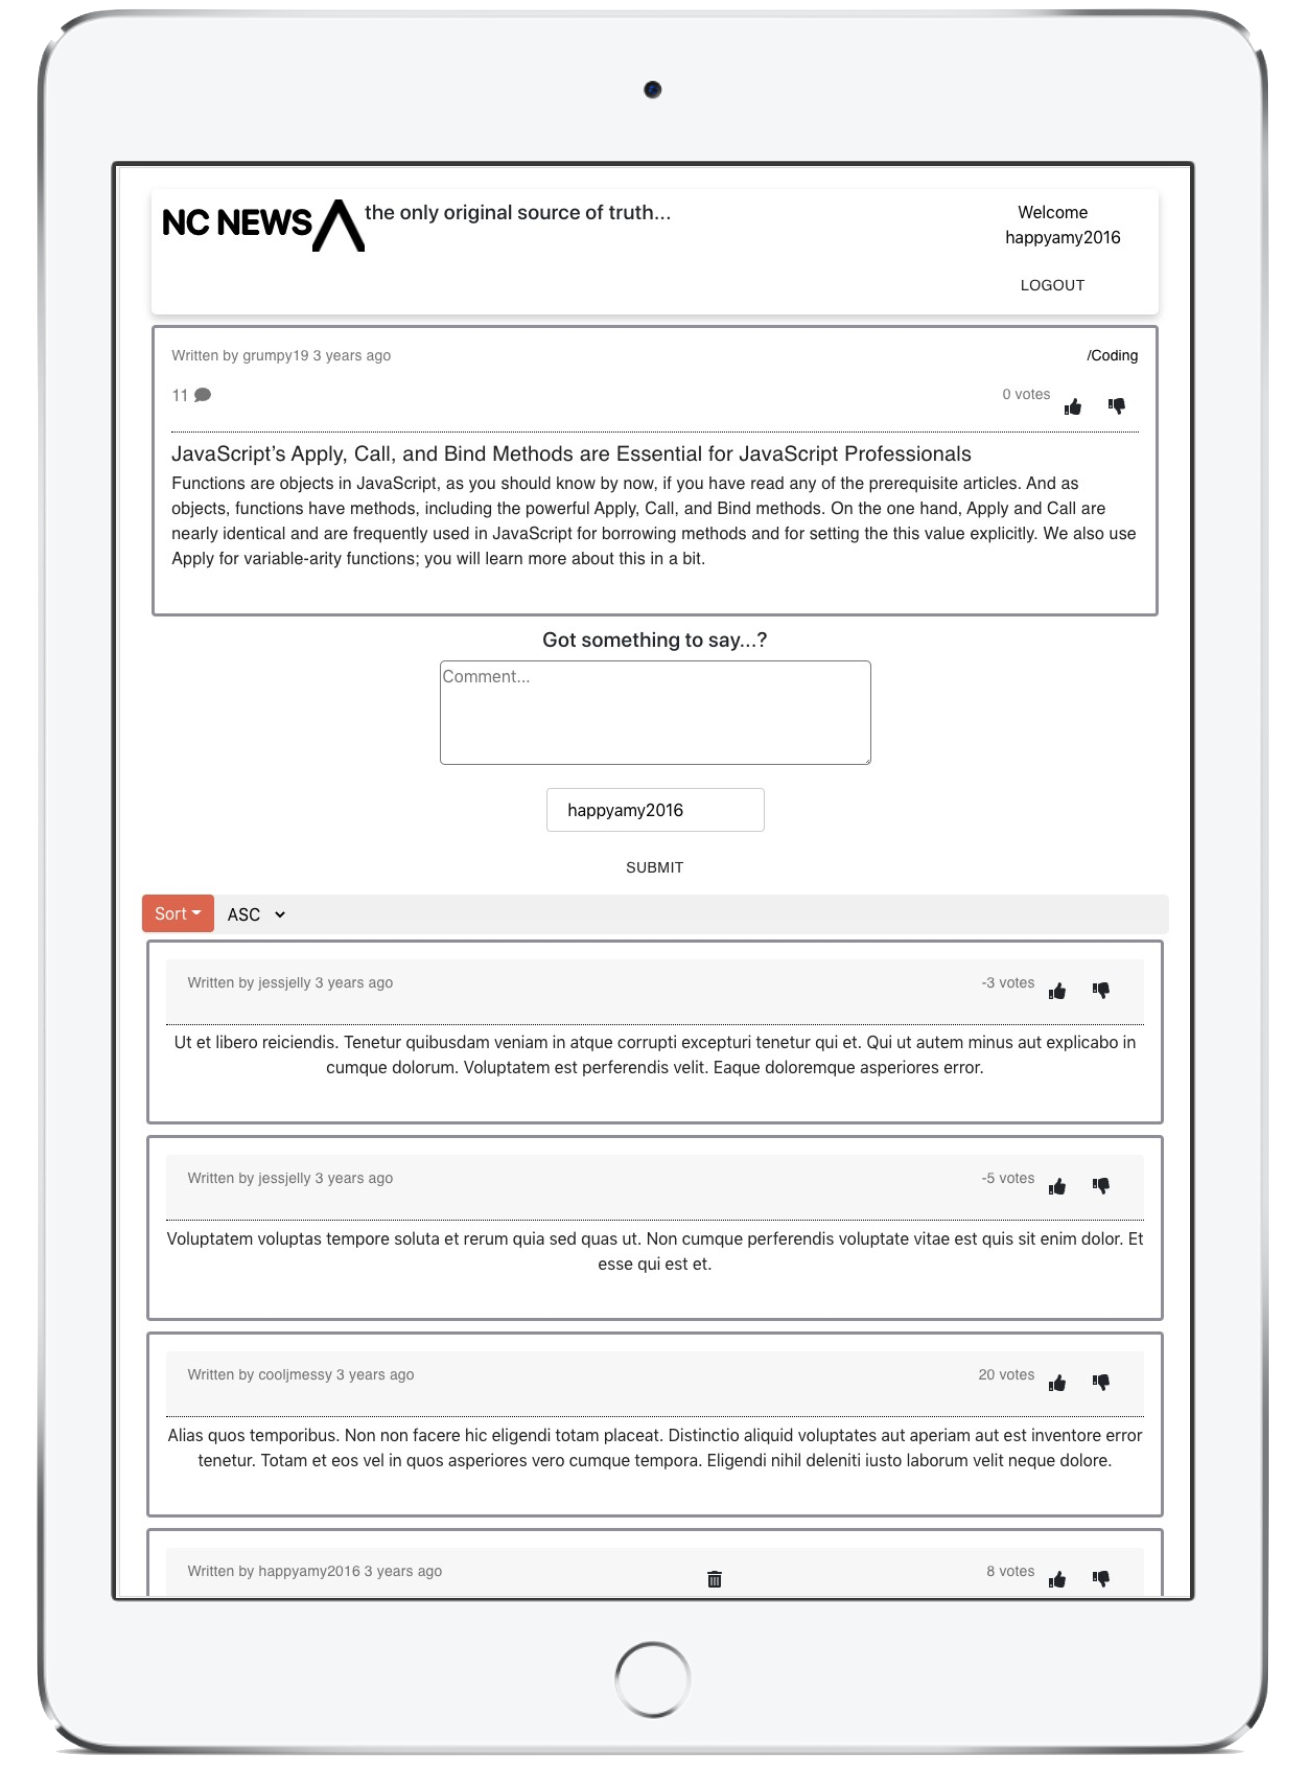 NC NEWS the only original source of truth...
Welcome
happyamy2016
LOGOUT
Written by grumpy19 3 years ago
/Coding
11
0 votes
JavaScript’s Apply, Call, and Bind Methods are Essential for JavaScript Professionals
Functions are objects in JavaScript, as you should know by now, if you have read any of the prerequisite articles. And as
objects, functions have methods, including the powerful Apply, Call, and Bind methods. On the one hand, Apply and Call are
nearly identical and are frequently used in JavaScript for borrowing methods and for setting the this value explicitly. We also use
Apply for variable-arity functions; you will learn more about this in a bit.
Got something to say...?
Comment...
happyamy2016
SUBMIT
Sort ASC
Written by jessjelly 3 years ago
-3 votes
Ut et libero reiciendis. Tenetur quibusdam veniam in atque corrupti excepturi tenetur qui et. Qui ut autem minus aut explicabo in
cumque dolorum. Voluptatem est perferendis velit. Eaque doloremque asperiores error.
Written by jessjelly 3 years ago
-5 votes
Voluptatem voluptas tempore soluta et rerum quia sed quas ut. Non cumque perferendis voluptate vitae est quis sit enim dolor. Et
esse qui est et.
Written by cooljmessy 3 years ago
20 votes
Alias quos temporibus. Non non facere hic eligendi totam placeat. Distinctio aliquid voluptates aut aperiam aut est inventore error
tenetur. Totam et eos vel in quos asperiores vero cumque tempora. Eligendi nihil deleniti iusto laborum velit neque dolore.
Written by happyamy2016 3 years ago
8 votes